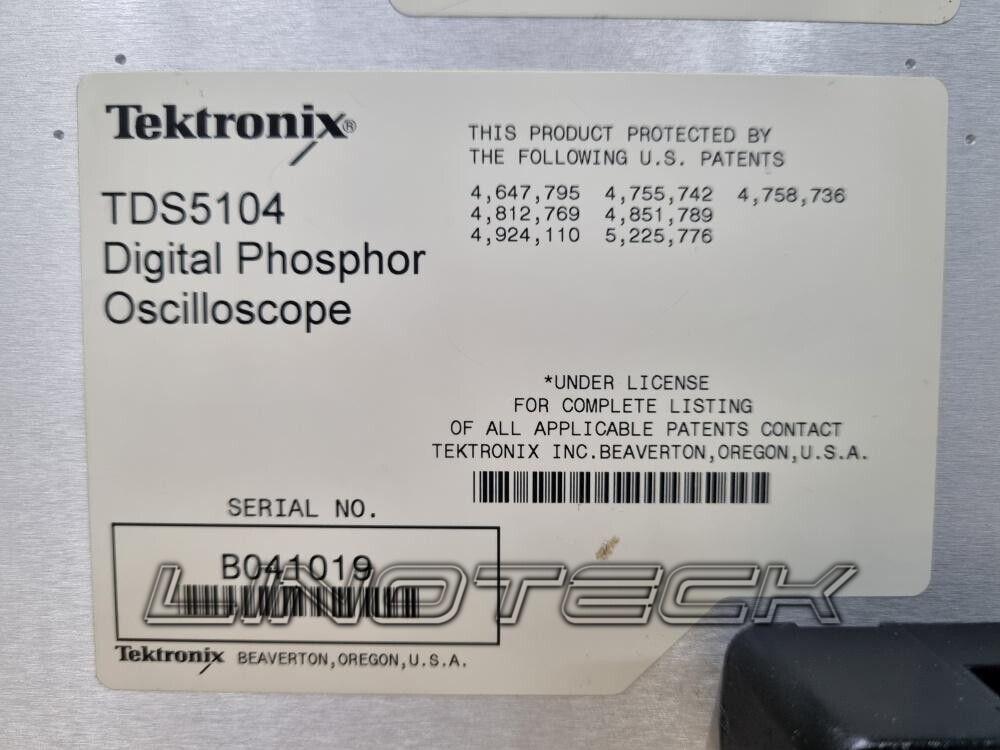 Tektronix®
TDS5104
Digital Phosphor
Oscilloscope
THIS PRODUCT PROTECTED BY
THE FOLLOWING U.S. PATENTS
4,647,795 4,755,742 4,758,736
4,812,769 4,851,789
4,924,110 5,225,776
*UNDER LICENSE
FOR COMPLETE LISTING
OF ALL APPLICABLE PATENTS CONTACT
TEKTRONIX INC.BEAVERTON,OREGON,U.S.A.
SERIAL NO.
B041019
LINOTECK
Tektronix BEAVERTON,OREGON,U.S.A.